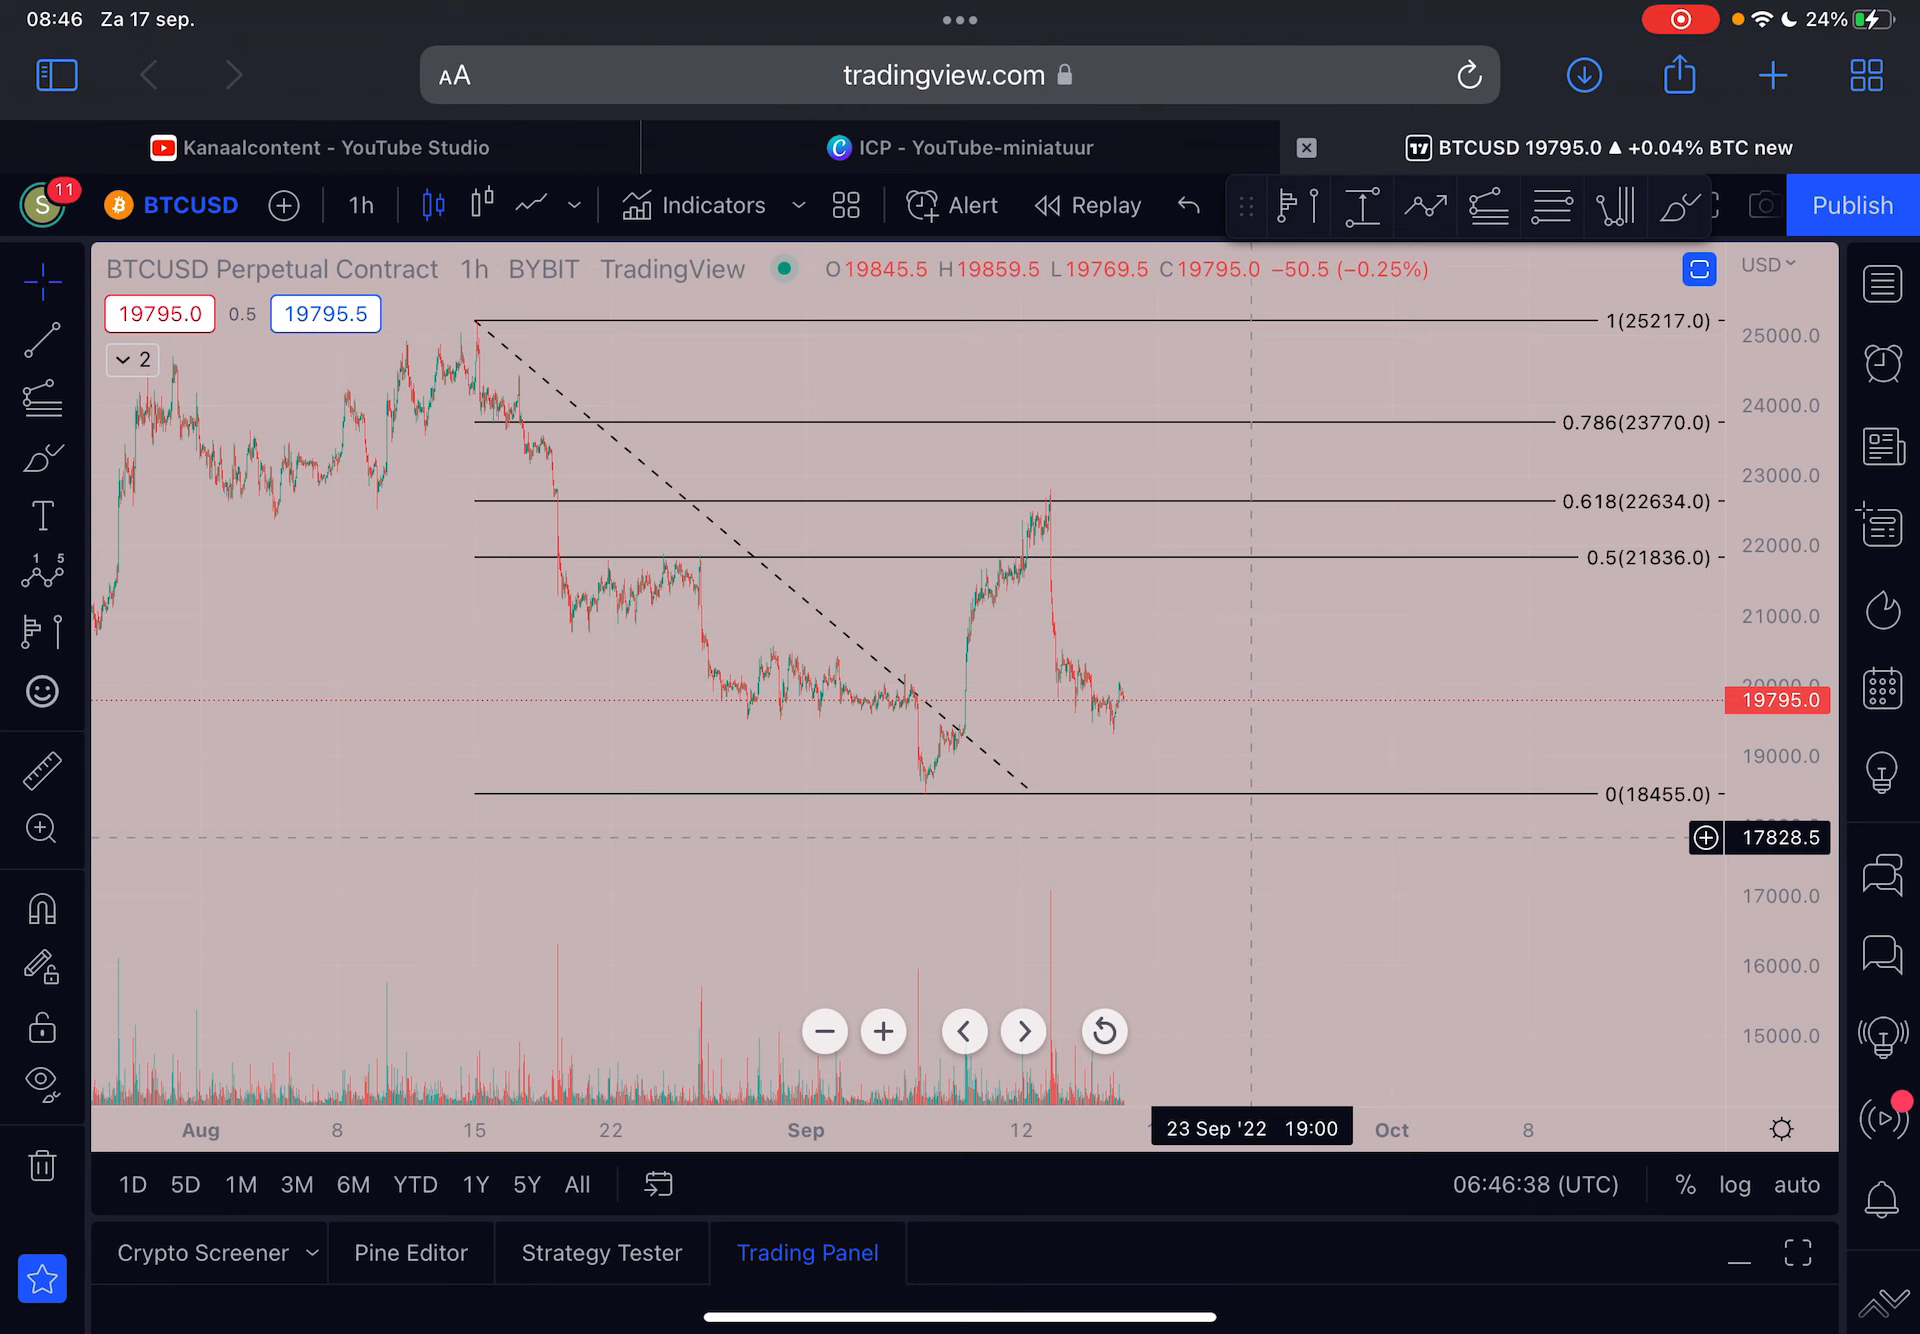 08:46 Za 17 sep.
24%
AA
tradingview.com
Kanaalcontent - YouTube Studio
ICP - YouTube-miniatuur
BTCUSD 19795.0 ▲ +0.04% BTC new
S
11
BTCUSD
1h
Indicators
Alert
Replay
Publish
BTCUSD Perpetual Contract 1h BYBIT TradingView
O19845.5 H19859.5 L19769.5 C19795.0 −50.5 (−0.25%)
USD
19795.0
0.5
19795.5
2
1(25217.0)
0.786(23770.0)
0.618(22634.0)
0.5(21836.0)
0(18455.0)
25000.0
24000.0
23000.0
22000.0
21000.0
19795.0
19000.0
17828.5
17000.0
16000.0
15000.0
Aug
8
15
22
Sep
12
23 Sep '22 19:00
Oct
8
1D 5D 1M 3M 6M YTD 1Y 5Y All
06:46:38 (UTC)
%
log
auto
Crypto Screener
Pine Editor
Strategy Tester
Trading Panel